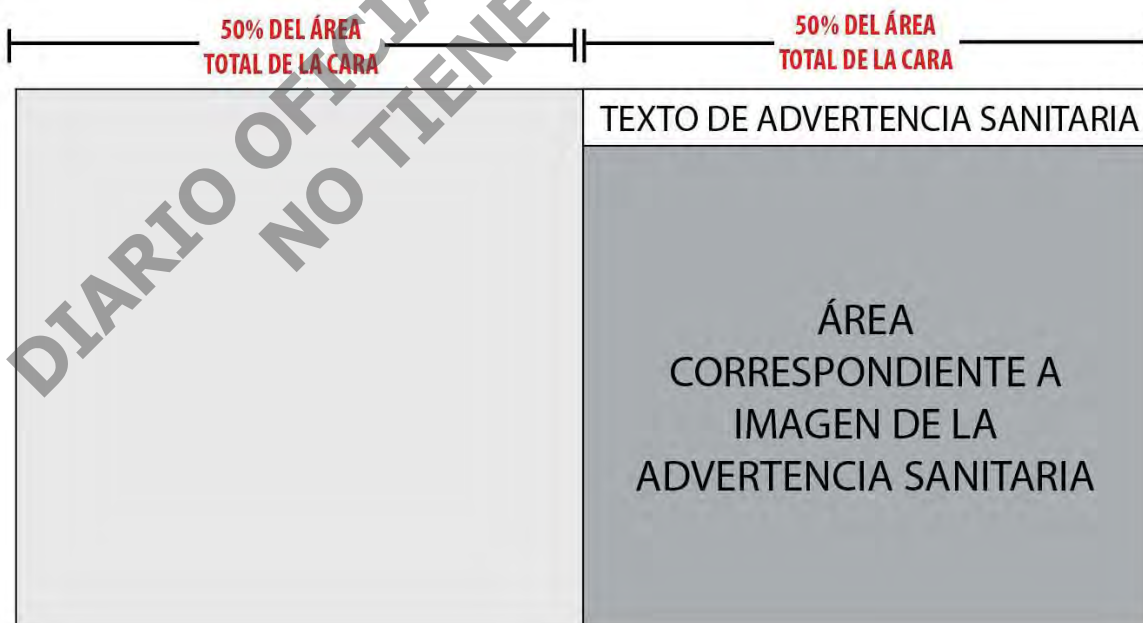 50% DEL ÁREA
TOTAL DE LA CARA
50% DEL ÁREA
TOTAL DE LA CARA
TEXTO DE ADVERTENCIA SANITARIA
ÁREA
CORRESPONDIENTE A
IMAGEN DE LA
ADVERTENCIA SANITARIA
DIARIO OFICIA
NO TIENE